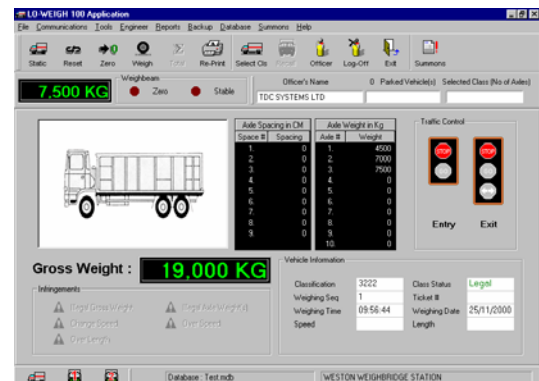 LO-WEIGH 100 Application
File Communications Tools Engineer Reports Backup Database Summons Help
Static Reset Zero Weigh Total Re-Print Select Cls Recall Officer Log-Off Exit Summons
7,500 KG
Weighbeam
Zero Stable
Officer's Name 0 Parked Vehicle(s) Selected Class (No of Axles)
TDC SYSTEMS LTD
Axle Spacing in CM Axle Weight in Kg
Space # Spacing Axle # Weight
1. 0 1. 4500
2. 0 2. 7000
3. 0 3. 7500
4. 0 4. 0
5. 0 5. 0
6. 0 6. 0
7. 0 7. 0
8. 0 8. 0
9. 0 9. 0
10. 0
Traffic Control
STOP STOP
GO GO
Entry Exit
Gross Weight : 19,000 KG
Infringements
Illegal Gross Weight Illegal Axle Weight(s)
Change Speed Over Speed
Over Length
Vehicle Information
Classification 3222 Class Status Legal
Weighing Seq 1 Ticket #
Weighing Time 09:56:44 Weighing Date 25/11/2000
Speed Length
Database : Test.mdb WESTON WEIGHBRIDGE STATION